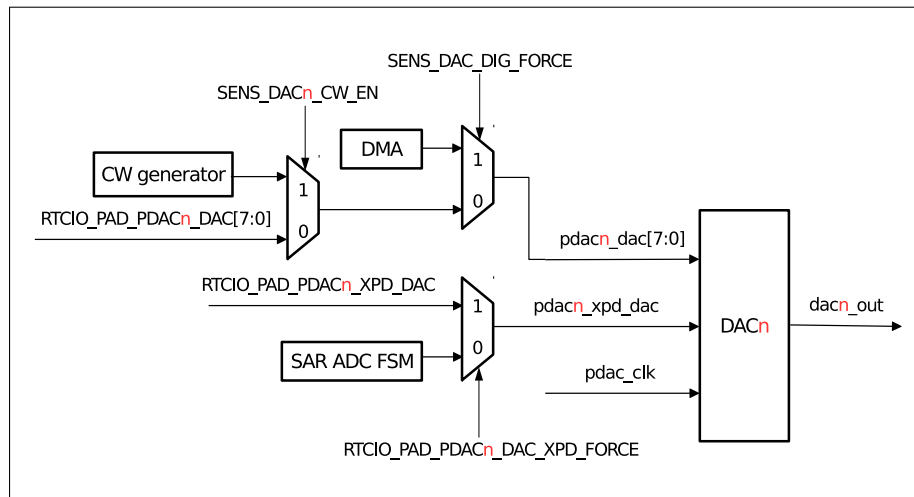 SENS_DAC_DIG_FORCE
SENS_DACn_CW_EN
DMA
1
CW generator
1
0
RTCIO_PAD_PDACn_DAC[7:0]
0
pdacn_dac[7:0]
RTCIO_PAD_PDACn_XPD_DAC
1
pdacn_xpd_dac
dacn_out
DACn
0
SAR ADC FSM
pdac_clk
RTCIO_PAD_PDACn_DAC_XPD_FORCE